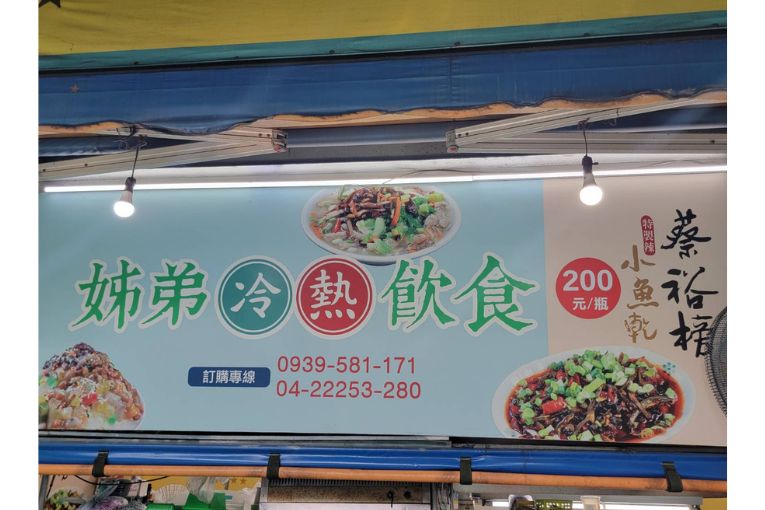 姊弟冷熱飲食
訂購專線
0939-581-171
04-22253-280
200
元/瓶
蔡裕榜
特製辣
小魚乾